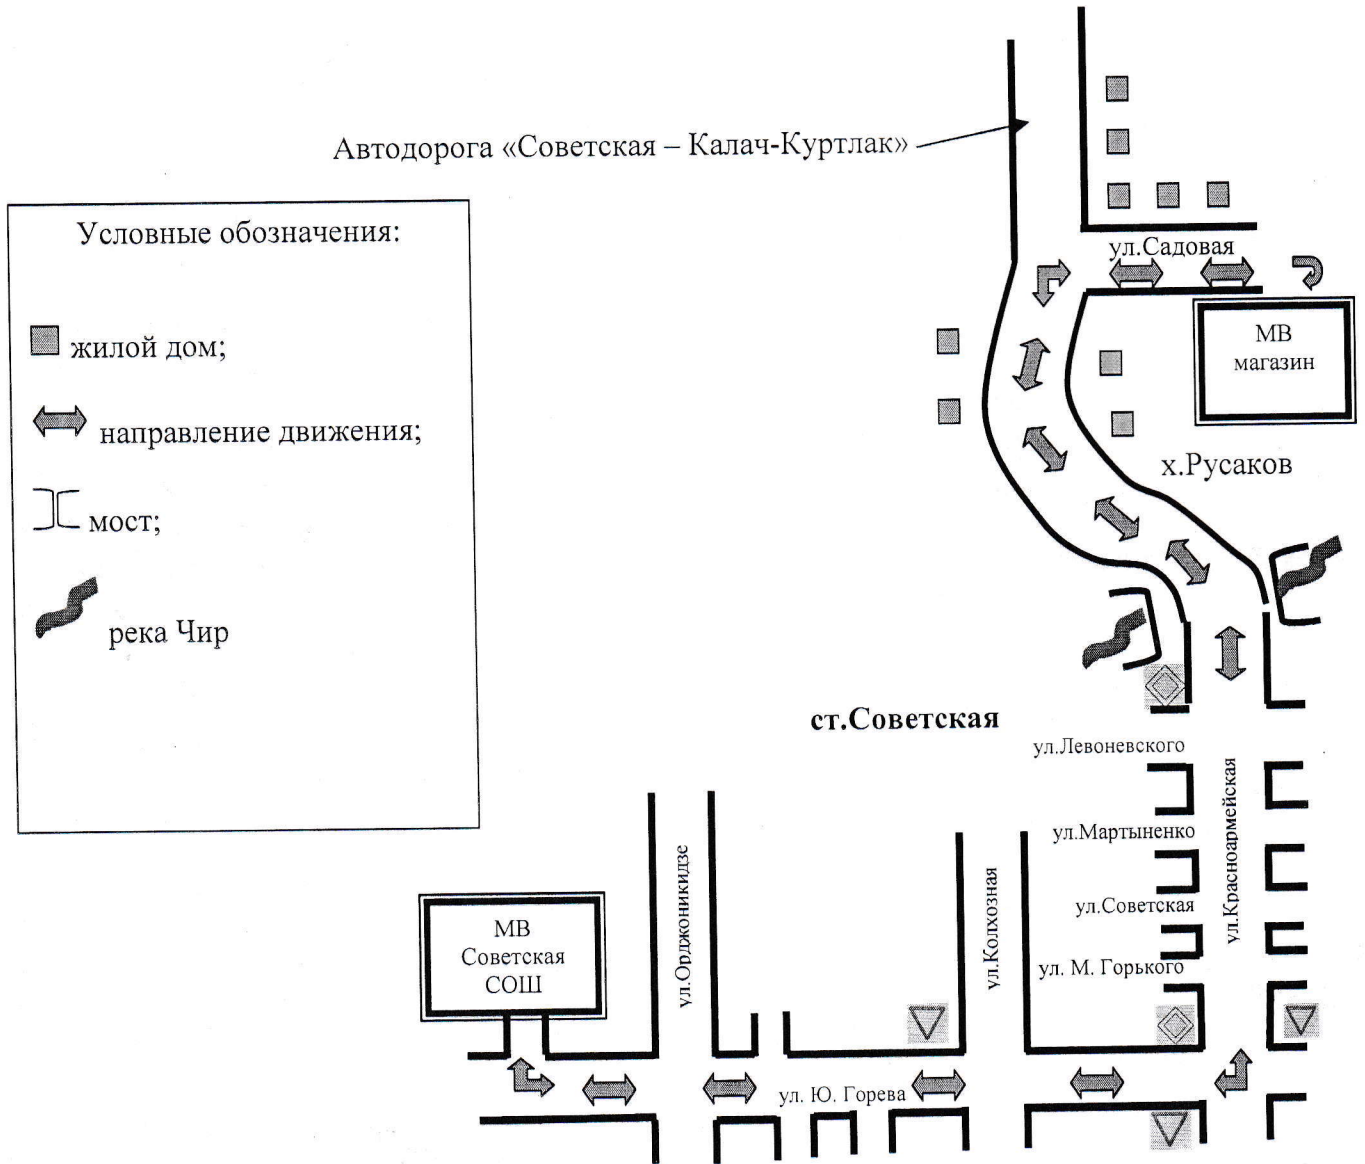 Автодорога «Советская – Калач-Куртлак»
Условные обозначения:
жилой дом;
направление движения;
мост;
река Чир
ул.Садовая
МВ
магазин
х.Русаков
ст.Советская
ул.Левоневского
ул.Мартыненко
ул.Советская
ул. М. Горького
ул.Красноармейская
ул.Колхозная
ул.Орджоникидзе
МВ
Советская
СОШ
ул. Ю. Горева